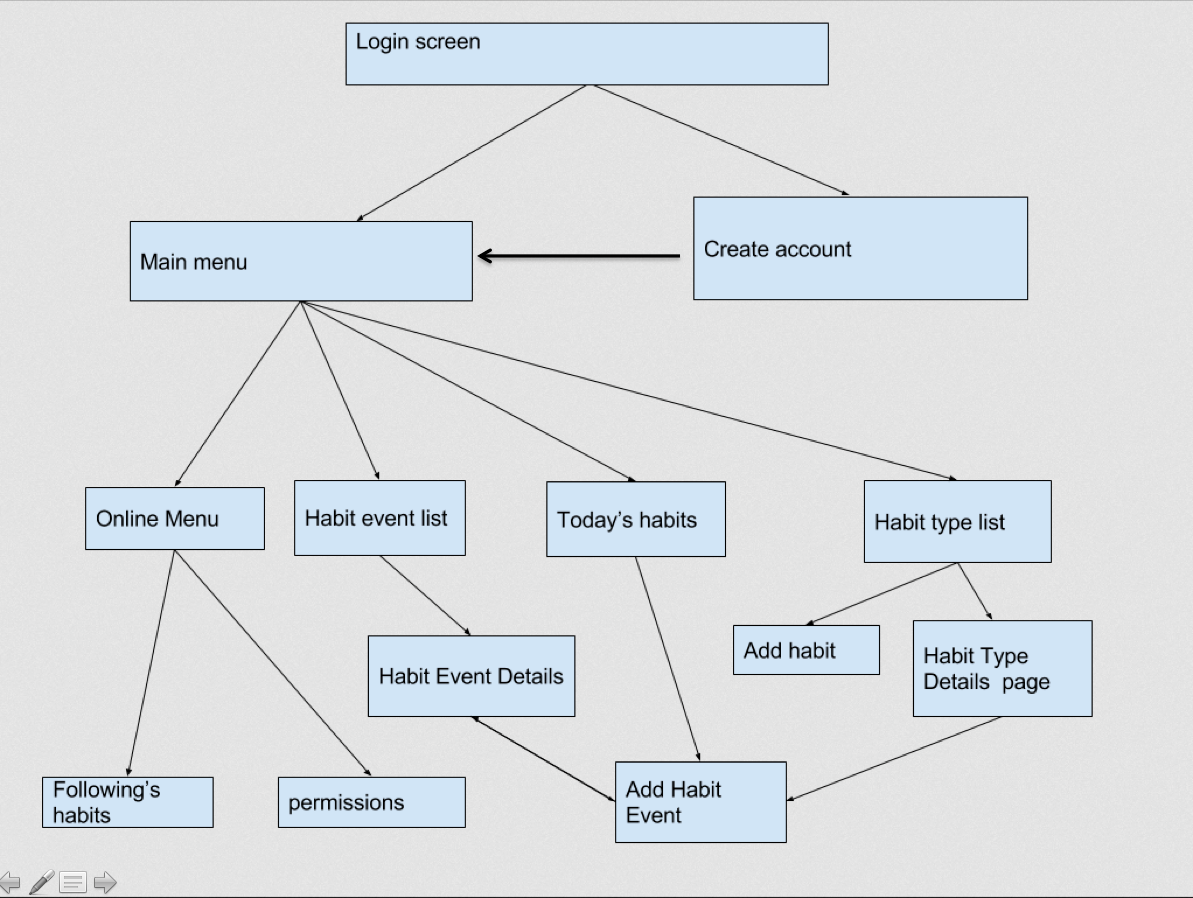 Login screen
Main menu
Create account
Online Menu
Habit event list
Today’s habits
Habit type list
Add habit
Habit Type
Details  page
Habit Event Details
Following’s
habits
permissions
Add Habit
Event